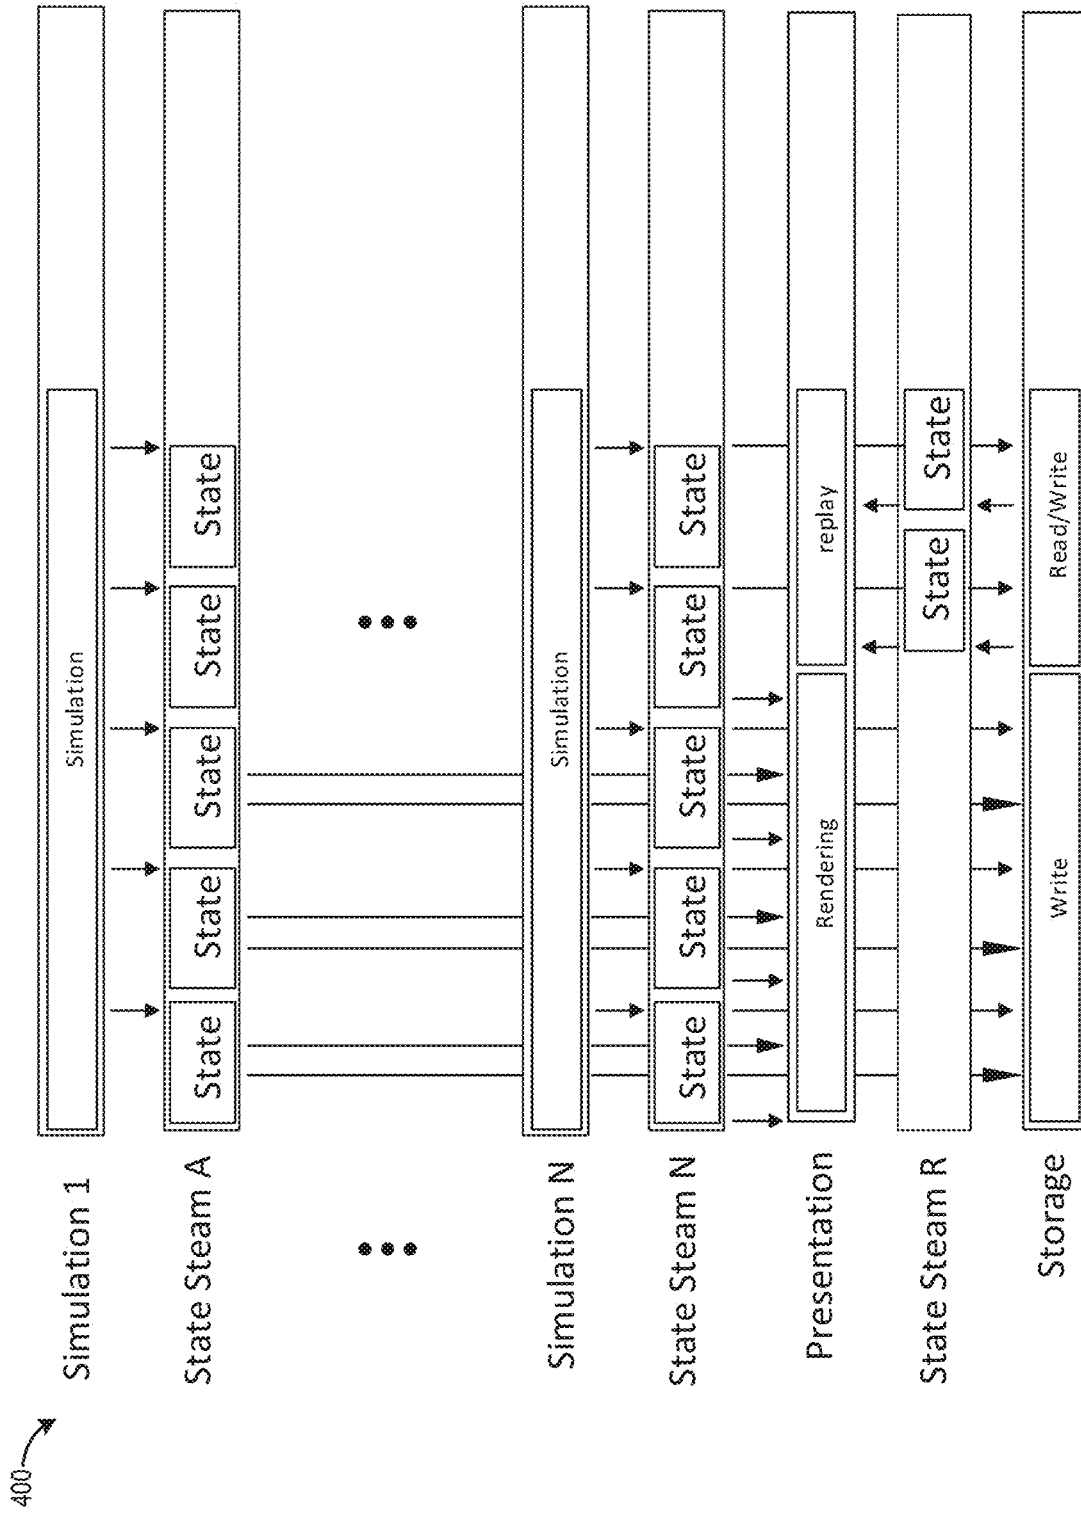 400
Simulation 1
Simulation
State Steam A
State
State
State
State
State
Simulation N
Simulation
State Steam N
State
State
State
State
State
Presentation
Rendering
replay
State Steam R
State
State
Storage
Write
Read/Write